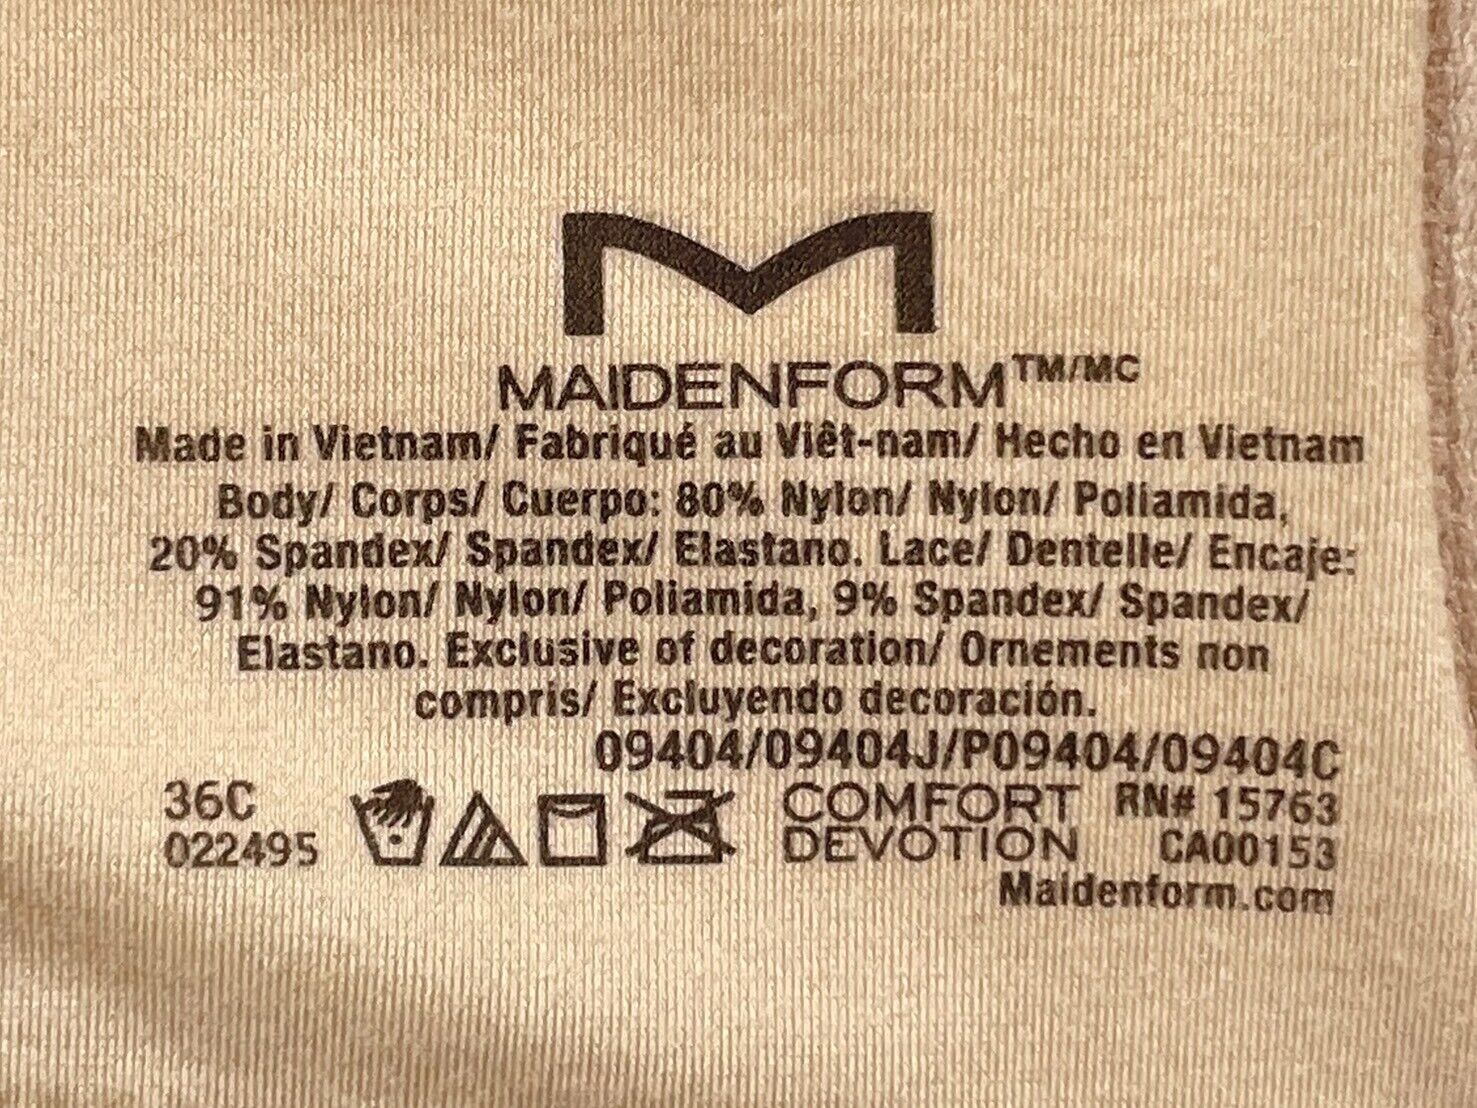 MAIDENFORM™/MC
Made in Vietnam/ Fabriqué au Viêt-nam/ Hecho en Vietnam
Body/ Corps/ Cuerpo: 80% Nylon/ Nylon/ Poliamida,
20% Spandex/ Spandex/ Elastano. Lace/ Dentelle/ Encaje:
91% Nylon/ Nylon/ Poliamida, 9% Spandex/ Spandex/
Elastano. Exclusive of decoration/ Ornements non
compris/ Excluyendo decoración.
09404/09404J/P09404/09404C
36C
022495
COMFORT
DEVOTION
RN# 15763
CA00153
Maidenform.com